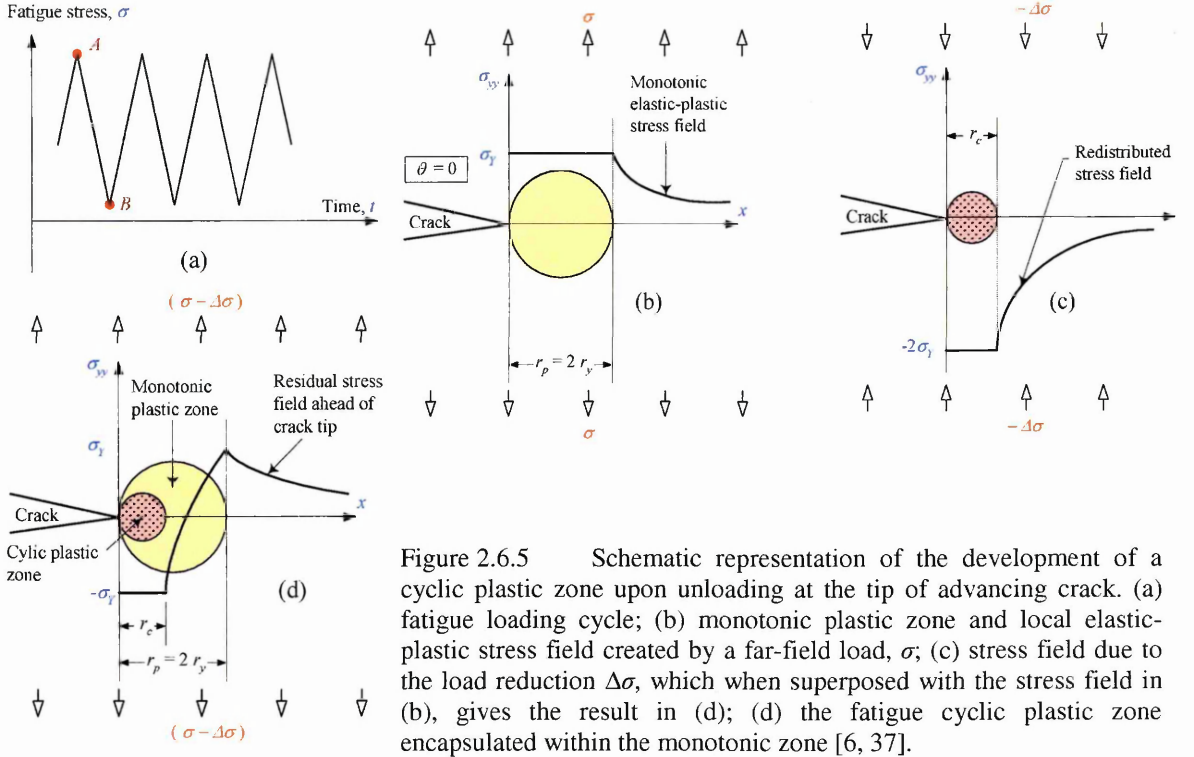 Fatigue stress, σ
A
B
Time, t
(a)
σ
σyy
Monotonic
elastic-plastic
stress field
σY
θ = 0
Crack
x
(b)
rp = 2 ry
σ
-Δσ
σyy
rc
Redistributed
stress field
Crack
(c)
-2σY
-Δσ
(σ-Δσ)
σyy
Monotonic
plastic zone
Residual stress
field ahead of
crack tip
σY
x
Crack
Cylic plastic
zone
-σY
(d)
rc
rp = 2 ry
(σ-Δσ)
Figure 2.6.5 Schematic representation of the development of a
cyclic plastic zone upon unloading at the tip of advancing crack. (a)
fatigue loading cycle; (b) monotonic plastic zone and local elastic-
plastic stress field created by a far-field load, σ; (c) stress field due to
the load reduction Δσ, which when superposed with the stress field in
(b), gives the result in (d); (d) the fatigue cyclic plastic zone
encapsulated within the monotonic zone [6, 37].